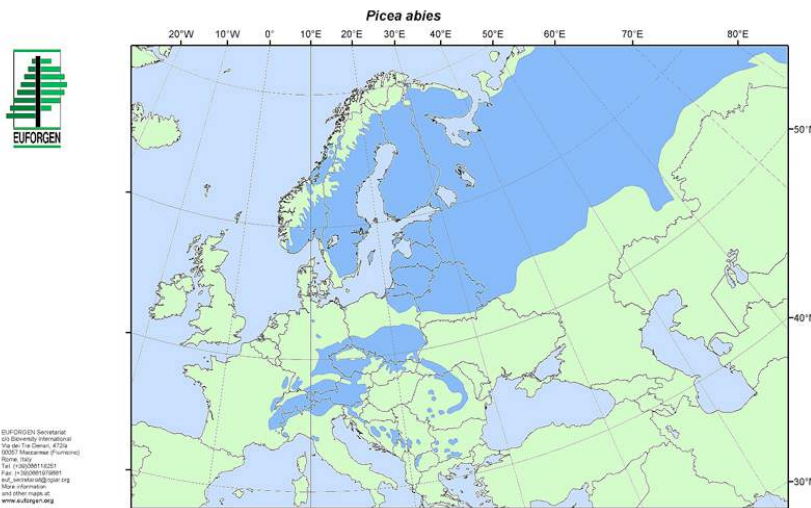 Picea abies
20°W 10°W 0° 10°E 20°E 30°E 40°E 50°E 60°E 70°E 80°E
50°N
40°N
30°N
EUFORGEN
EUFORGEN Secretariat
c/o Bioversity International
Via dei Tre Denari, 472/a
00057 Maccarese (Fiumicino)
Rome, Italy
More information
and other maps at:
www.euforgen.org